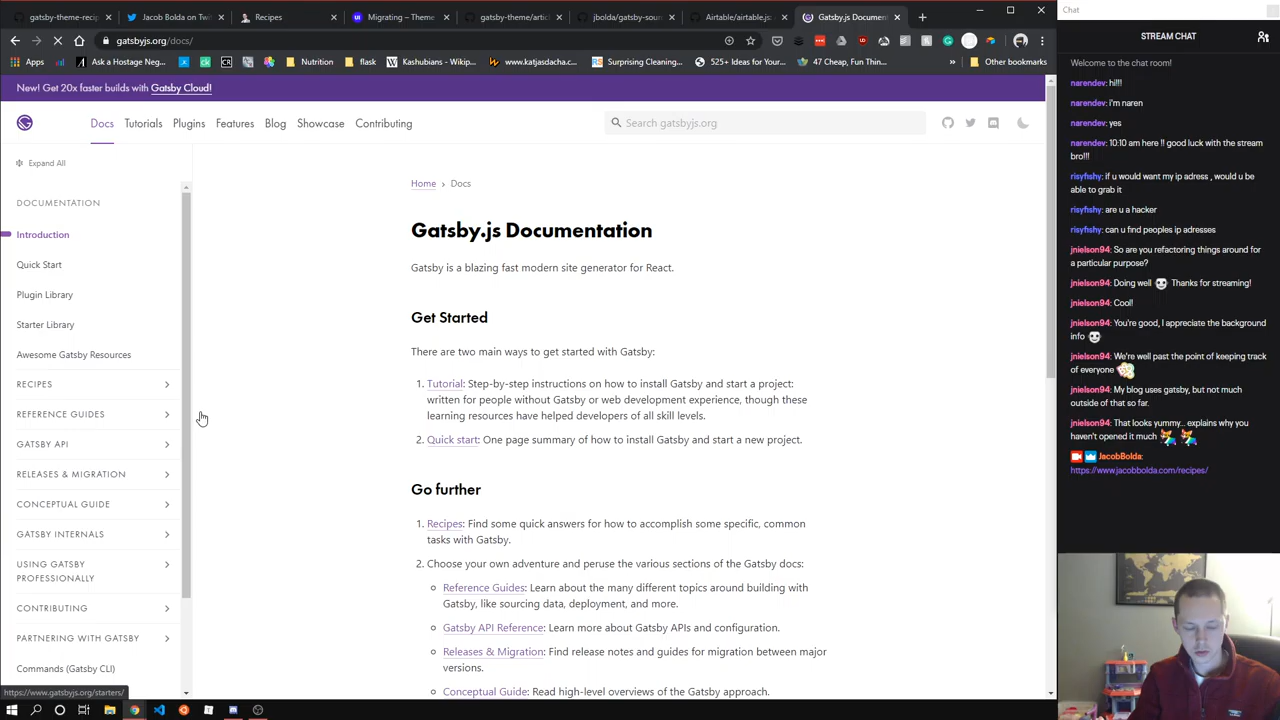 gatsby-theme-recip
Jacob Bolda on Twi
Recipes
Migrating – Theme
gatsby-theme/artic
jbolda/gatsby-sour
Airtable/airtable.js:
Gatsby.js Document
gatsbyjs.org/docs/
Apps
Ask a Hostage Neg...
Nutrition
flask
Kashubians - Wikip...
www.katjasdacha.c...
Surprising Cleaning...
525+ Ideas for Your...
47 Cheap, Fun Thin...
»
Other bookmarks
New! Get 20x faster builds with Gatsby Cloud!
Docs
Tutorials
Plugins
Features
Blog
Showcase
Contributing
Search gatsbyjs.org
Expand All
DOCUMENTATION
Introduction
Quick Start
Plugin Library
Starter Library
Awesome Gatsby Resources
RECIPES
REFERENCE GUIDES
GATSBY API
RELEASES & MIGRATION
CONCEPTUAL GUIDE
GATSBY INTERNALS
USING GATSBY
PROFESSIONALLY
CONTRIBUTING
PARTNERING WITH GATSBY
Commands (Gatsby CLI)
https://www.gatsbyjs.org/starters/
Home › Docs
Gatsby.js Documentation
Gatsby is a blazing fast modern site generator for React.
Get Started
There are two main ways to get started with Gatsby:
1. Tutorial: Step-by-step instructions on how to install Gatsby and start a project:
written for people without Gatsby or web development experience, though these
learning resources have helped developers of all skill levels.
2. Quick start: One page summary of how to install Gatsby and start a new project.
Go further
1. Recipes: Find some quick answers for how to accomplish some specific, common
tasks with Gatsby.
2. Choose your own adventure and peruse the various sections of the Gatsby docs:
Reference Guides: Learn about the many different topics around building with
Gatsby, like sourcing data, deployment, and more.
Gatsby API Reference: Learn more about Gatsby APIs and configuration.
Releases & Migration: Find release notes and guides for migration between major
versions.
Conceptual Guide: Read high-level overviews of the Gatsby approach.
Chat
STREAM CHAT
Welcome to the chat room!
narendev: hi!!!
narendev: i'm naren
narendev: yes
narendev: 10:10 am here !! good luck with the stream
bro!!!
risyfishy: if u would want my ip adress , would u be
able to grab it
risyfishy: are u a hacker
risyfishy: can u find peoples ip adresses
jnielson94: So are you refactoring things around for
a particular purpose?
jnielson94: Doing well Thanks for streaming!
jnielson94: Cool!
jnielson94: You're good, I appreciate the background
info
jnielson94: We're well past the point of keeping track
of everyone
jnielson94: My blog uses gatsby, but not much
outside of that so far.
jnielson94: That looks yummy... explains why you
haven't opened it much
JacobBolda:
https://www.jacobbolda.com/recipes/